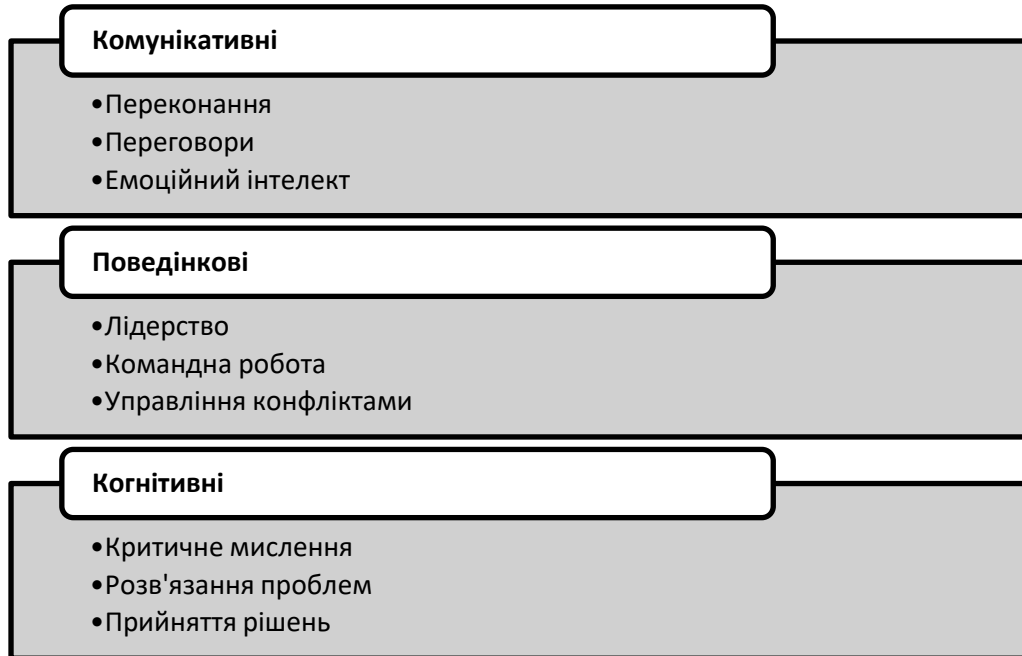 Комунікативні
•Переконання
•Переговори
•Емоційний інтелект
Поведінкові
•Лідерство
•Командна робота
•Управління конфліктами
Когнітивні
•Критичне мислення
•Розв'язання проблем
•Прийняття рішень